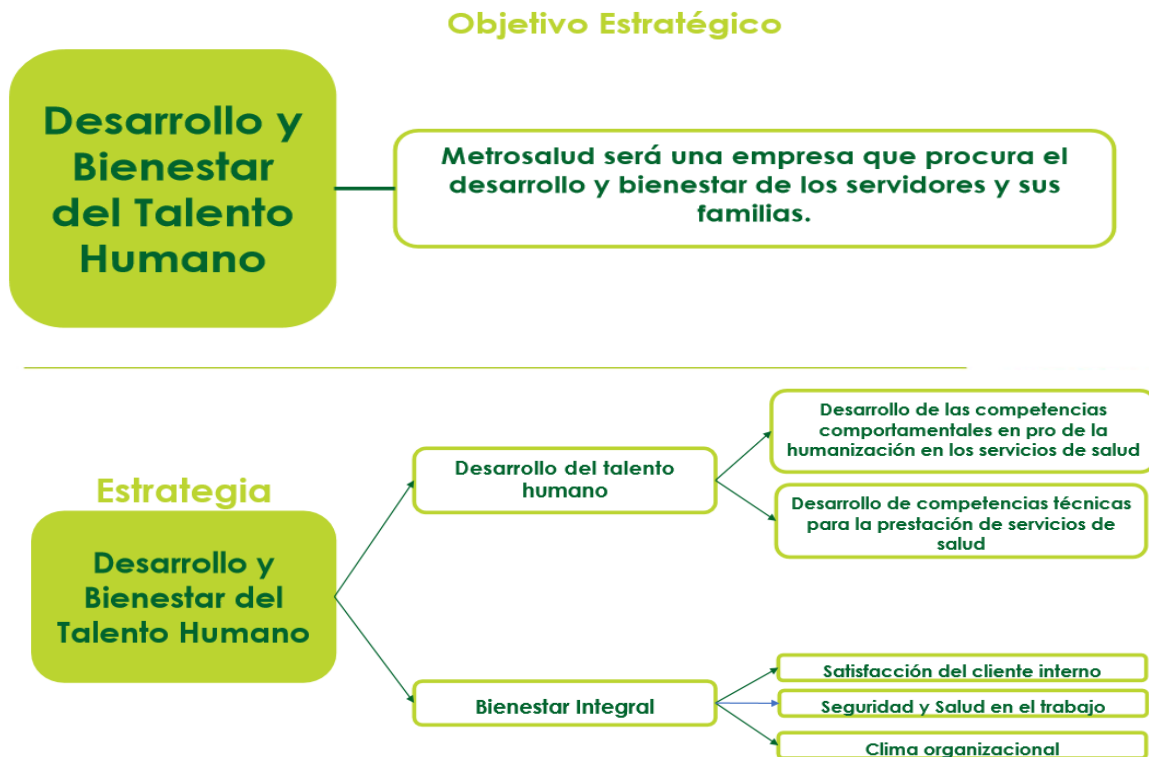 Objetivo Estratégico
Desarrollo y
Bienestar
del Talento
Humano
Metrosalud será una empresa que procura el
desarrollo y bienestar de los servidores y sus
familias.
Estrategia
Desarrollo y
Bienestar del
Talento Humano
Desarrollo del talento
humano
Desarrollo de las competencias
comportamentales en pro de la
humanización en los servicios de salud
Desarrollo de competencias técnicas
para la prestación de servicios de
salud
Bienestar Integral
Satisfacción del cliente interno
Seguridad y Salud en el trabajo
Clima organizacional